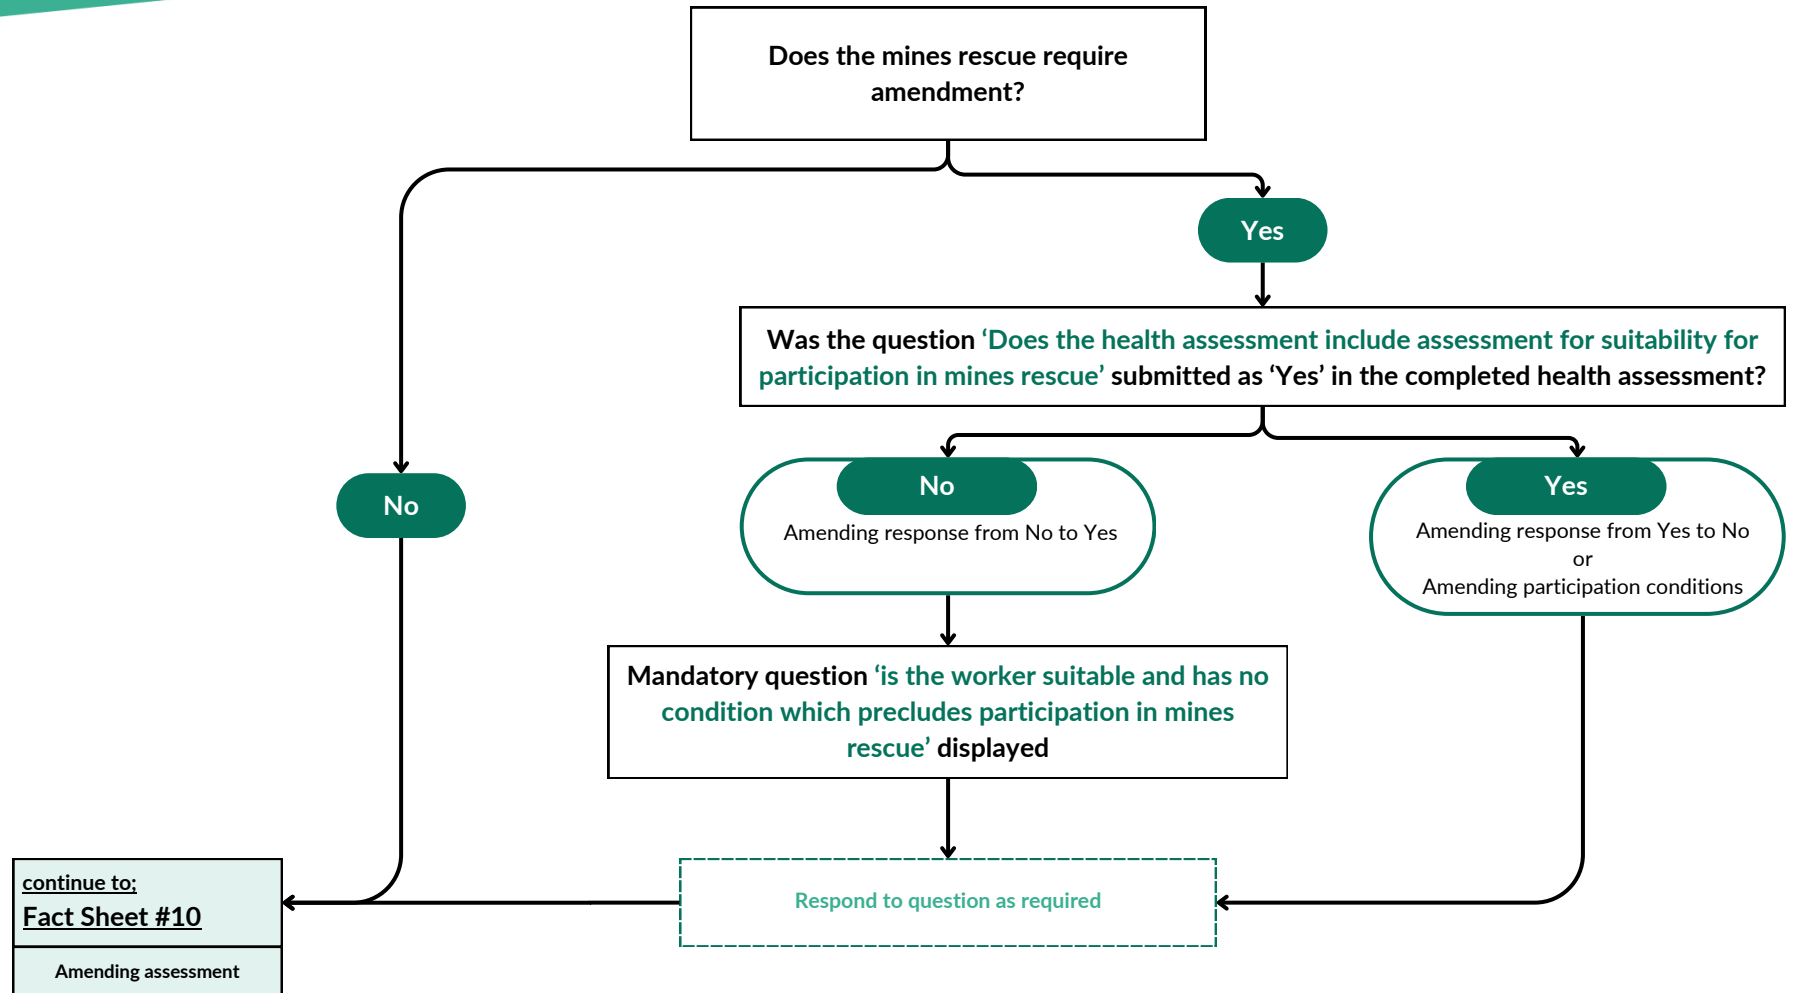 Does the mines rescue require
amendment?
Yes
Was the question ‘Does the health assessment include assessment for suitability for
participation in mines rescue’ submitted as ‘Yes’ in the completed health assessment?
No
No
Amending response from No to Yes
Yes
Amending response from Yes to No
or
Amending participation conditions
Mandatory question ‘is the worker suitable and has no
condition which precludes participation in mines
rescue’ displayed
Respond to question as required
continue to;
Fact Sheet #10
Amending assessment